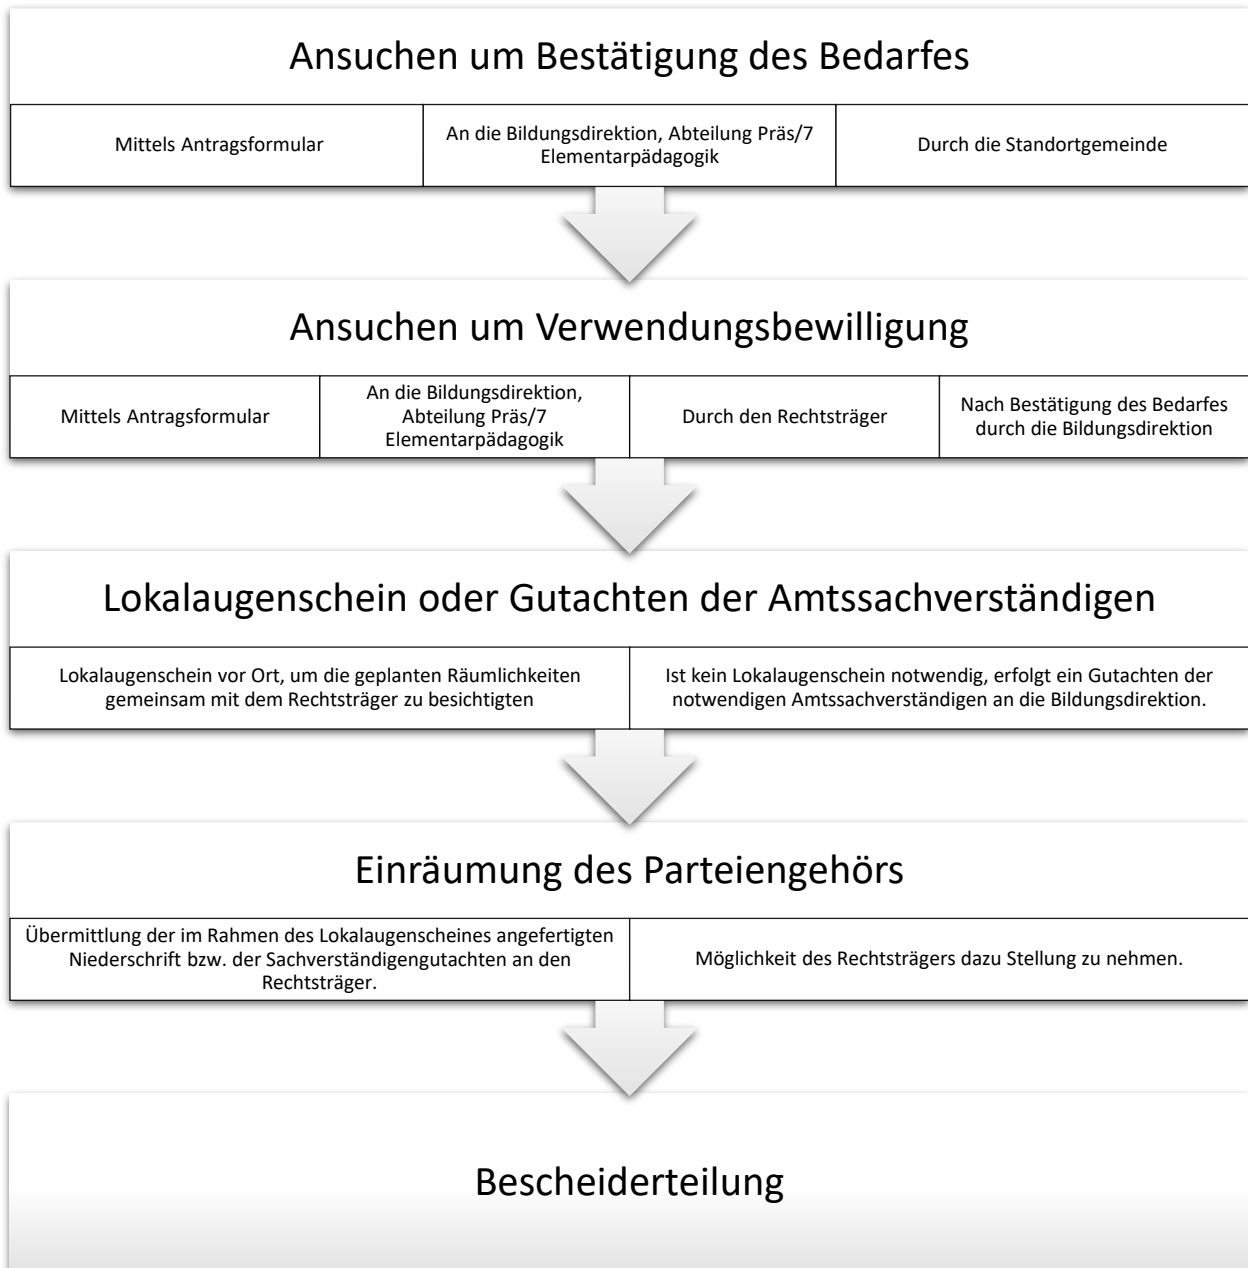 Ansuchen um Bestätigung des Bedarfes
Mittels Antragsformular
An die Bildungsdirektion, Abteilung Präs/7
Elementarpädagogik
Durch die Standortgemeinde
Ansuchen um Verwendungsbewilligung
Mittels Antragsformular
An die Bildungsdirektion,
Abteilung Präs/7
Elementarpädagogik
Durch den Rechtsträger
Nach Bestätigung des Bedarfes
durch die Bildungsdirektion
Lokalaugenschein oder Gutachten der Amtssachverständigen
Lokalaugenschein vor Ort, um die geplanten Räumlichkeiten
gemeinsam mit dem Rechtsträger zu besichtigten
Ist kein Lokalaugenschein notwendig, erfolgt ein Gutachten der
notwendigen Amtssachverständigen an die Bildungsdirektion.
Einräumung des Parteiengehörs
Übermittlung der im Rahmen des Lokalaugenscheines angefertigten
Niederschrift bzw. der Sachverständigengutachten an den
Rechtsträger.
Möglichkeit des Rechtsträgers dazu Stellung zu nehmen.
Bescheiderteilung